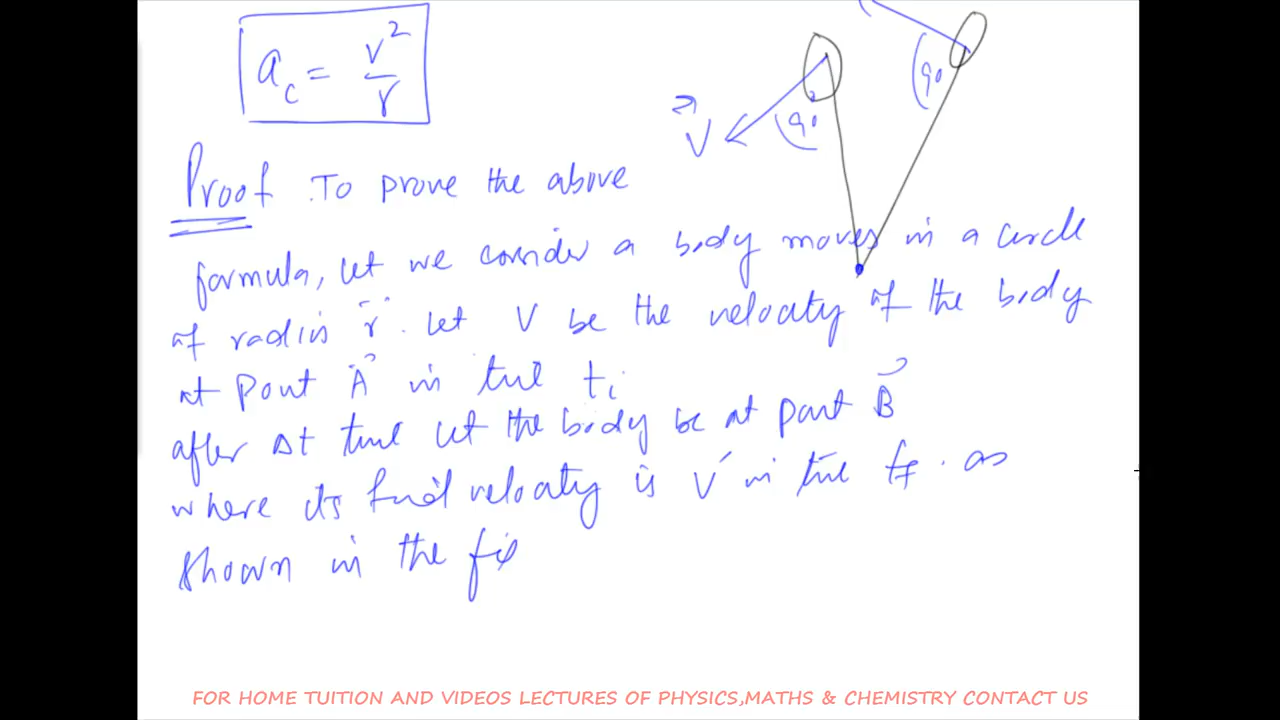 a_c = v²/r
90
90°
V
Proof To prove the above
formula, let we consider a body moves in a circle
of radius "r". let V be the velocity of the body
at Point "A" in time ti
after Δt time let the body be at point B
where its final velocity is V' in time tf. as
shown in the fig
FOR HOME TUITION AND VIDEOS LECTURES OF PHYSICS,MATHS & CHEMISTRY CONTACT US